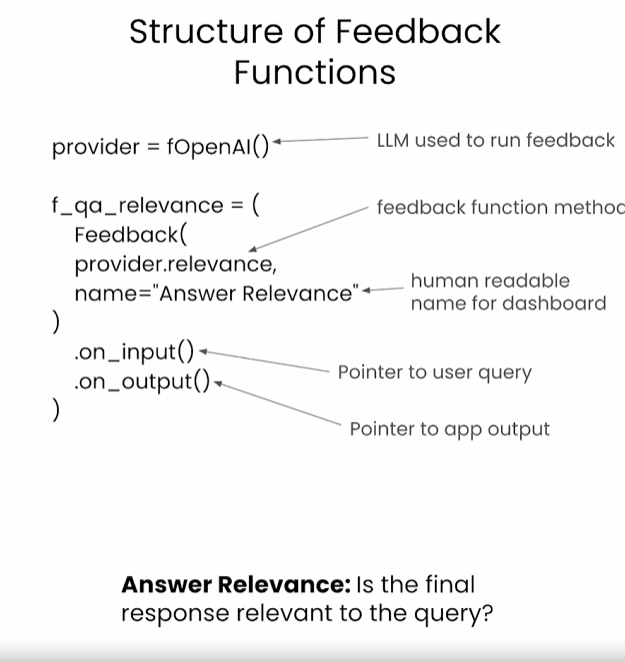 Structure of Feedback
Functions
provider = fOpenAI()
LLM used to run feedback
f_qa_relevance = (
feedback function method
Feedback(
provider.relevance,
name="Answer Relevance"
human readable
name for dashboard
)
.on_input()
.on_output()
Pointer to user query
)
Pointer to app output
Answer Relevance: Is the final
response relevant to the query?